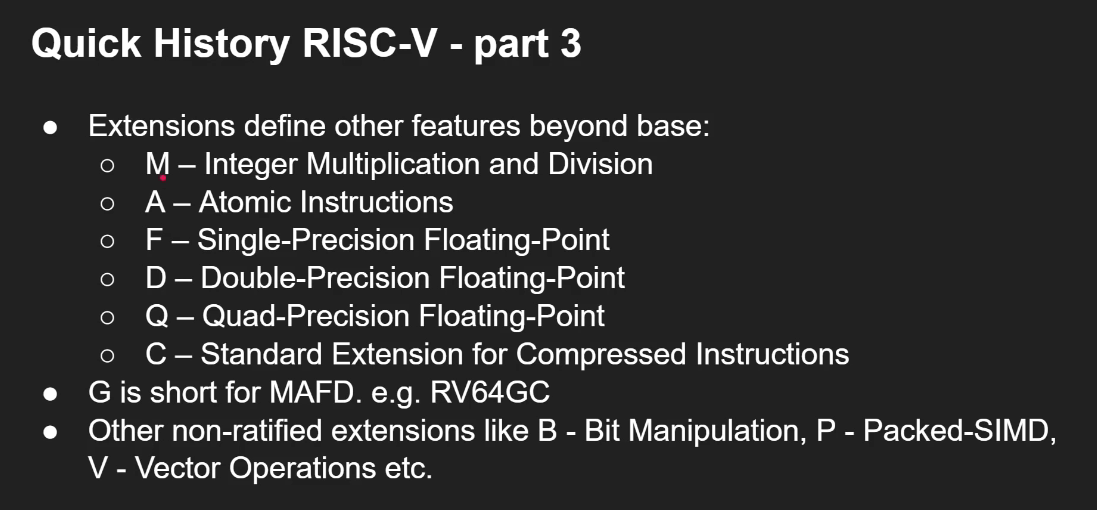 Quick History RISC-V - part 3
● Extensions define other features beyond base:
○ M – Integer Multiplication and Division
○ A – Atomic Instructions
○ F – Single-Precision Floating-Point
○ D – Double-Precision Floating-Point
○ Q – Quad-Precision Floating-Point
○ C – Standard Extension for Compressed Instructions
● G is short for MAFD. e.g. RV64GC
● Other non-ratified extensions like B - Bit Manipulation, P - Packed-SIMD,
V - Vector Operations etc.